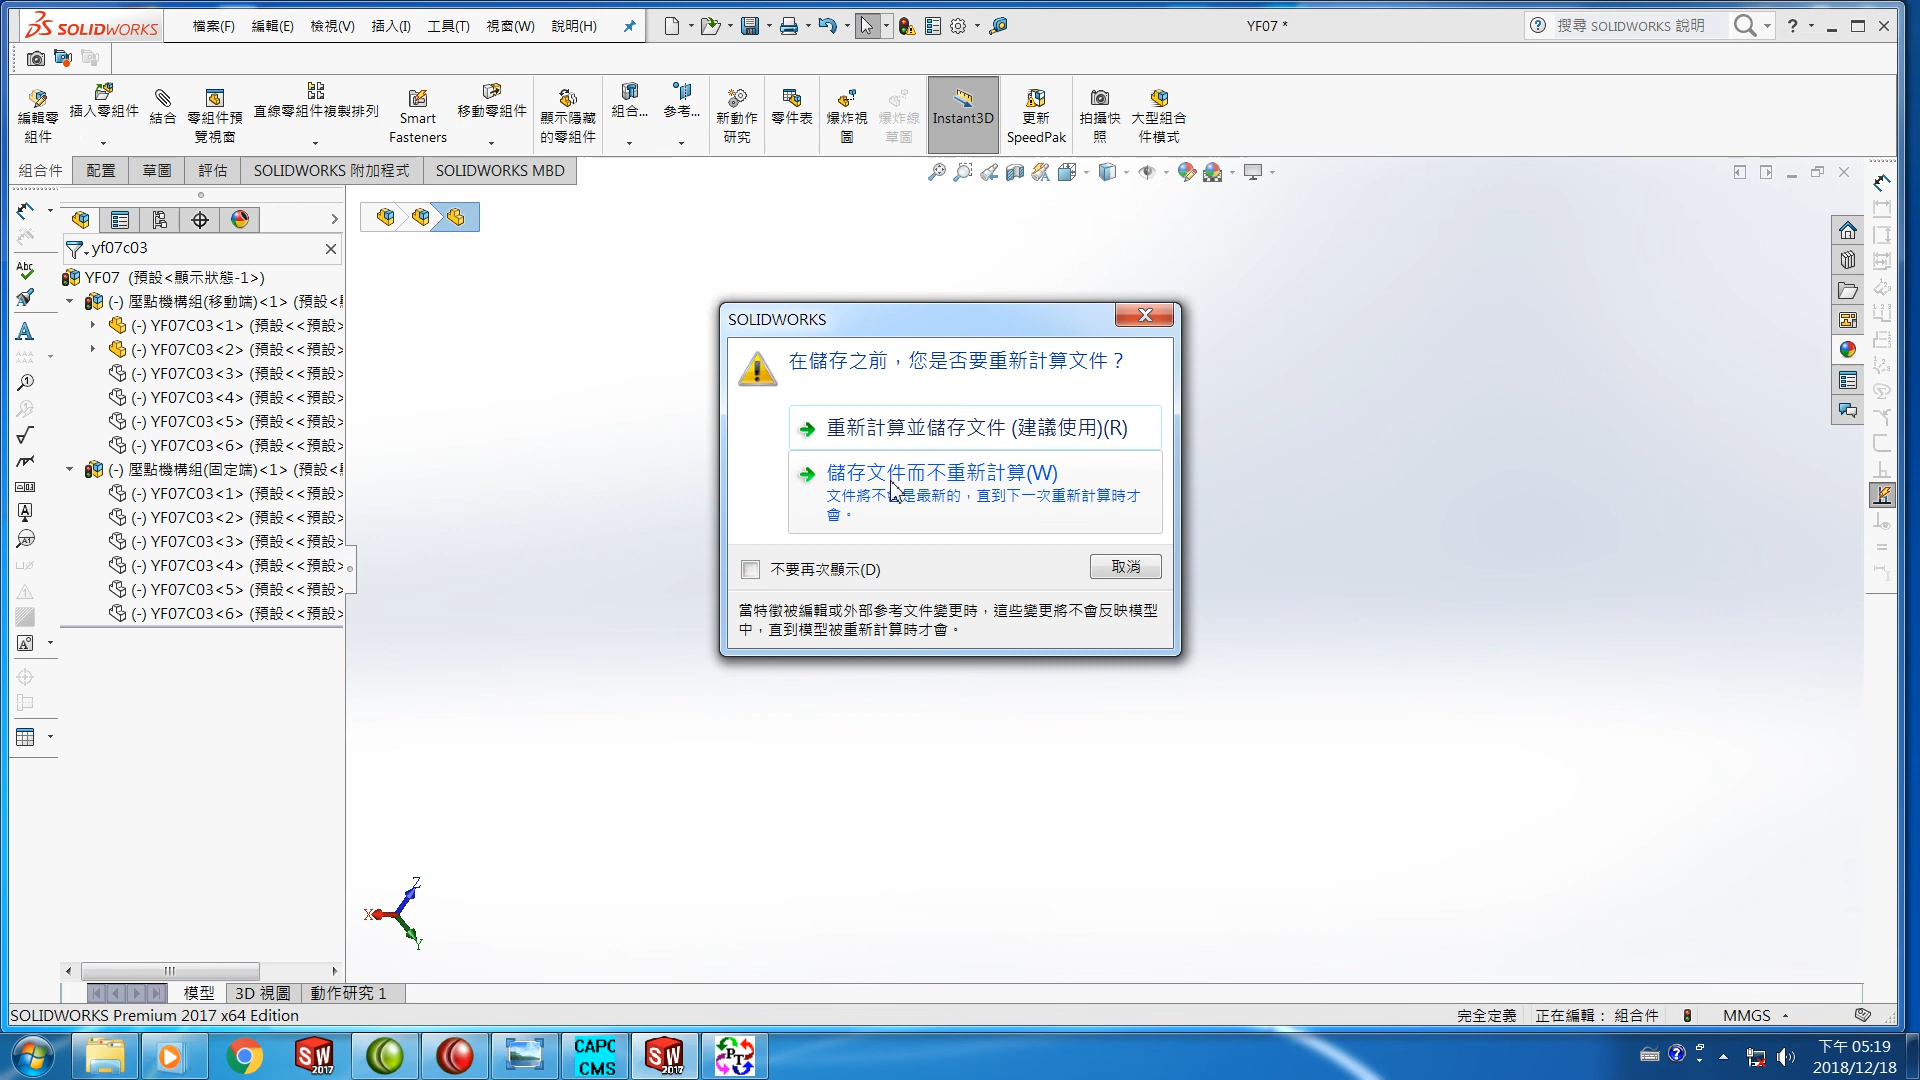 SOLIDWORKS
檔案(F) 編輯(E) 檢視(V) 插入(I) 工具(T) 視窗(W) 說明(H)
YF07 *
搜尋 SOLIDWORKS 說明
編輯零組件
插入零組件
結合
零組件預覽視窗
直線零組件複製排列
Smart Fasteners
移動零組件
顯示隱藏的零組件
組合...
參考...
新動作研究
零件表
爆炸視圖
爆炸線草圖
Instant3D
更新 SpeedPak
拍攝快照
大型組合件模式
組合件 配置 草圖 評估 SOLIDWORKS 附加程式 SOLIDWORKS MBD
yf07c03
YF07 (預設<顯示狀態-1>)
(-) 壓點機構組(移動端)<1> (預設<
(-) YF07C03<1> (預設<<預設>
(-) YF07C03<2> (預設<<預設>
(-) YF07C03<3> (預設<<預設>
(-) YF07C03<4> (預設<<預設>
(-) YF07C03<5> (預設<<預設>
(-) YF07C03<6> (預設<<預設>
(-) 壓點機構組(固定端)<1> (預設<
(-) YF07C03<1> (預設<<預設>
(-) YF07C03<2> (預設<<預設>
(-) YF07C03<3> (預設<<預設>
(-) YF07C03<4> (預設<<預設>
(-) YF07C03<5> (預設<<預設>
(-) YF07C03<6> (預設<<預設>
SOLIDWORKS
在儲存之前，您是否要重新計算文件？
重新計算並儲存文件 (建議使用)(R)
儲存文件而不重新計算(W)
文件將不 是最新的，直到下一次重新計算時才
會。
不要再次顯示(D)
取消
當特徵被編輯或外部參考文件變更時，這些變更將不會反映模型
中，直到模型被重新計算時才會。
Z
X
Y
模型 3D 視圖 動作研究 1
SOLIDWORKS Premium 2017 x64 Edition
完全定義 正在編輯： 組合件 MMGS
SW 2017
CAPC CMS
SW 2017
PT
下午 05:19
2018/12/18